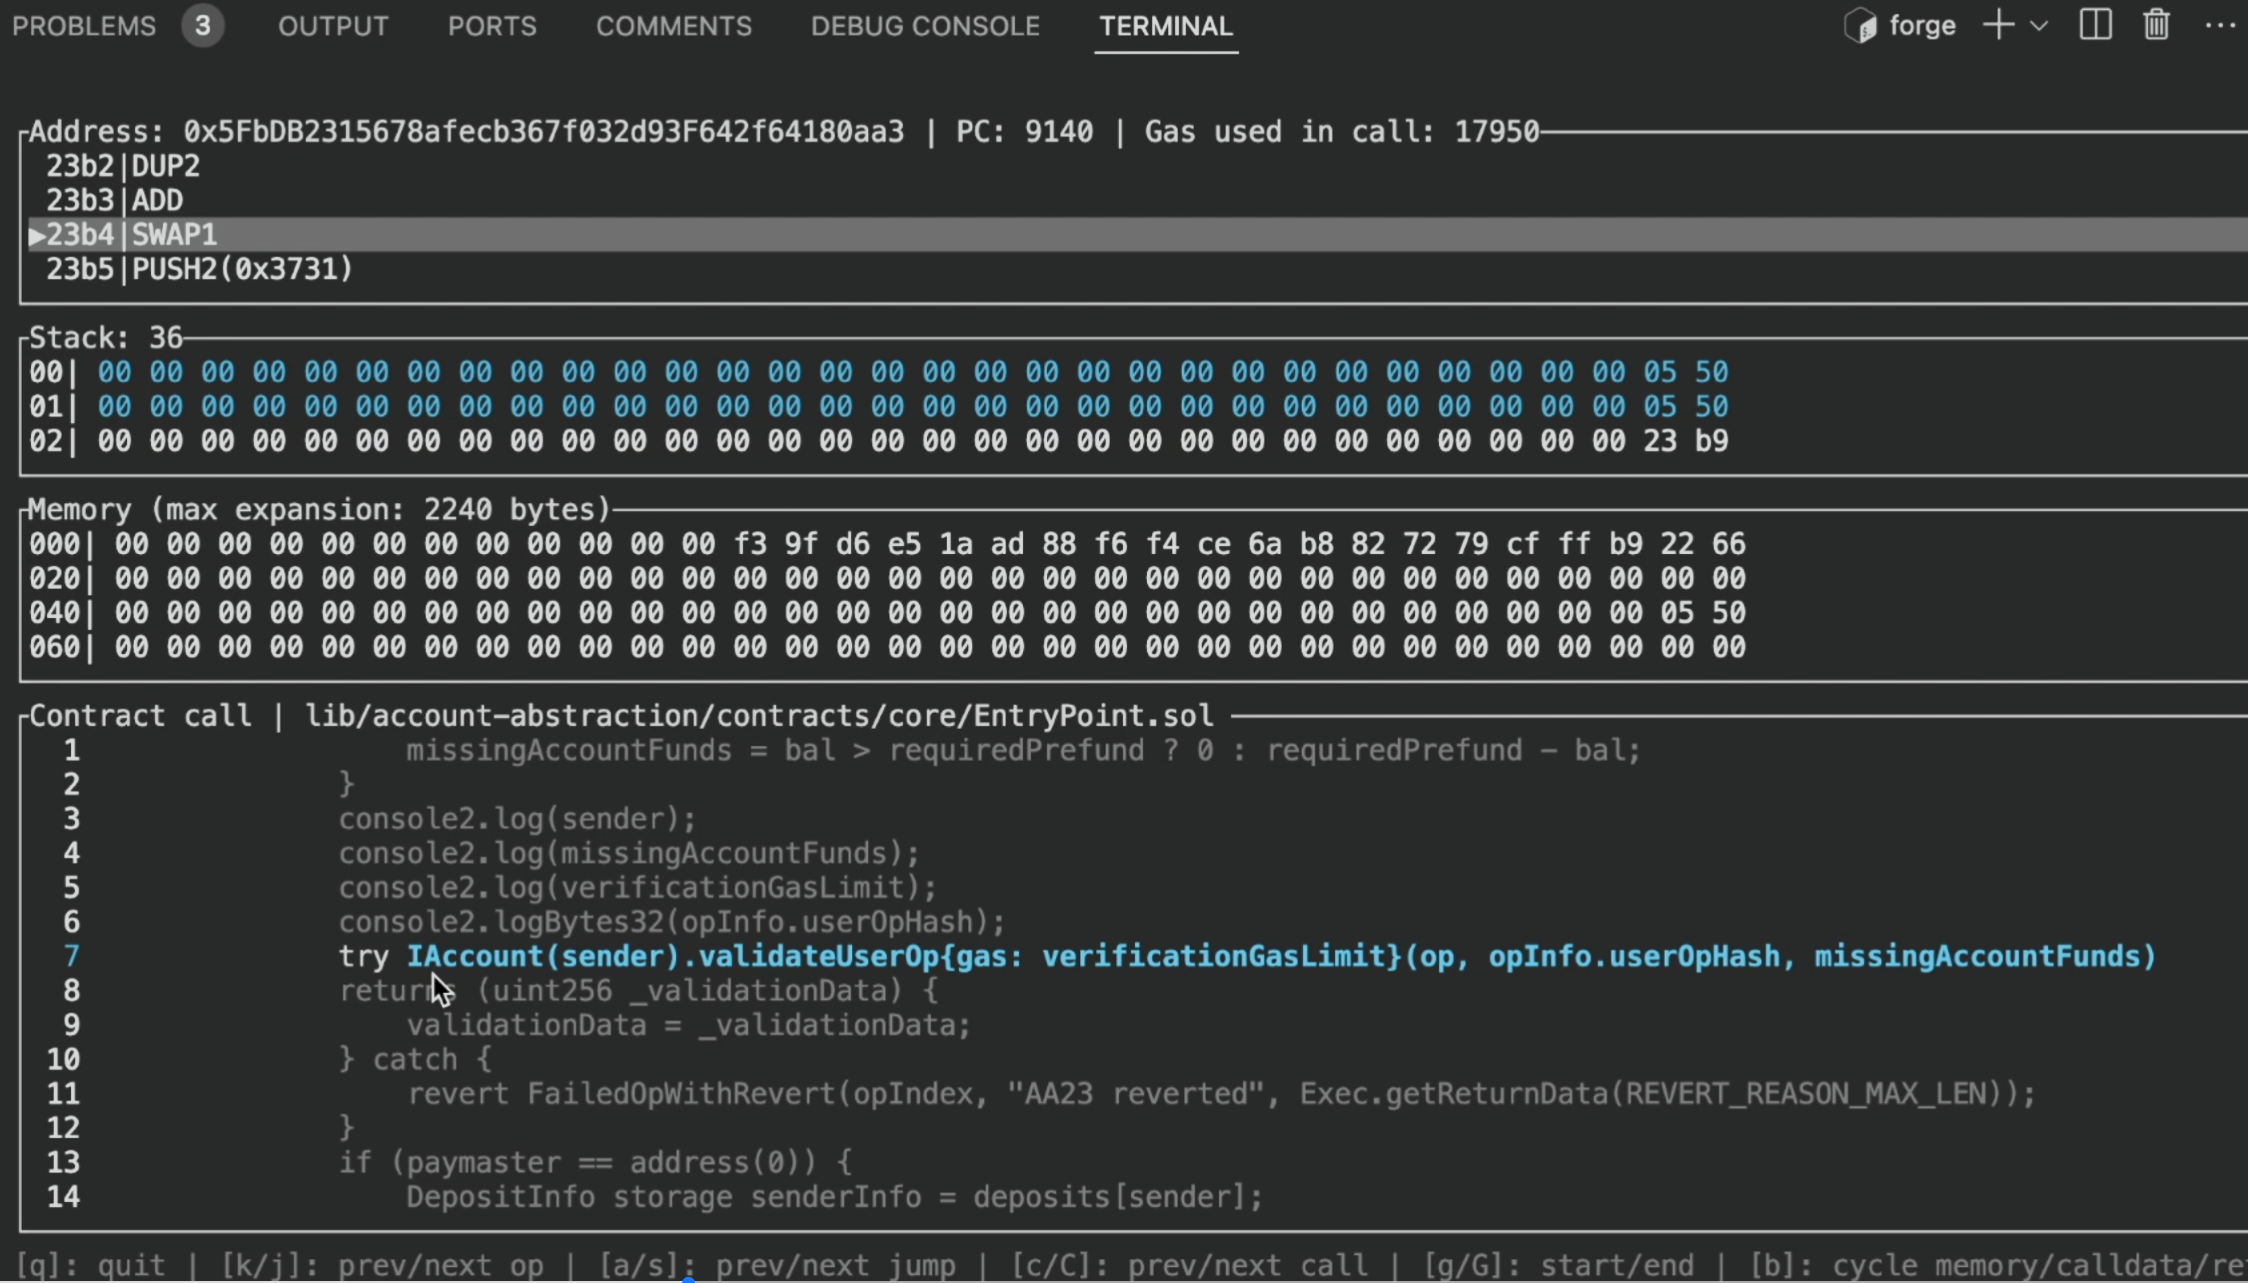 PROBLEMS 3 OUTPUT PORTS COMMENTS DEBUG CONSOLE TERMINAL forge
Address: 0x5FbDB2315678afecb367f032d93F642f64180aa3 | PC: 9140 | Gas used in call: 17950
23b2|DUP2
23b3|ADD
▶23b4|SWAP1
23b5|PUSH2(0x3731)
Stack: 36
00| 00 00 00 00 00 00 00 00 00 00 00 00 00 00 00 00 00 00 00 00 00 00 00 00 00 00 00 00 00 00 05 50
01| 00 00 00 00 00 00 00 00 00 00 00 00 00 00 00 00 00 00 00 00 00 00 00 00 00 00 00 00 00 00 05 50
02| 00 00 00 00 00 00 00 00 00 00 00 00 00 00 00 00 00 00 00 00 00 00 00 00 00 00 00 00 00 00 23 b9
Memory (max expansion: 2240 bytes)
000| 00 00 00 00 00 00 00 00 00 00 00 00 f3 9f d6 e5 1a ad 88 f6 f4 ce 6a b8 82 72 79 cf ff b9 22 66
020| 00 00 00 00 00 00 00 00 00 00 00 00 00 00 00 00 00 00 00 00 00 00 00 00 00 00 00 00 00 00 00 00
040| 00 00 00 00 00 00 00 00 00 00 00 00 00 00 00 00 00 00 00 00 00 00 00 00 00 00 00 00 00 00 05 50
060| 00 00 00 00 00 00 00 00 00 00 00 00 00 00 00 00 00 00 00 00 00 00 00 00 00 00 00 00 00 00 00 00
Contract call | lib/account-abstraction/contracts/core/EntryPoint.sol
1 missingAccountFunds = bal > requiredPrefund ? 0 : requiredPrefund - bal;
2 }
3 console2.log(sender);
4 console2.log(missingAccountFunds);
5 console2.log(verificationGasLimit);
6 console2.logBytes32(opInfo.userOpHash);
7 try IAccount(sender).validateUserOp{gas: verificationGasLimit}(op, opInfo.userOpHash, missingAccountFunds)
8 returns (uint256 _validationData) {
9 validationData = _validationData;
10 } catch {
11 revert FailedOpWithRevert(opIndex, "AA23 reverted", Exec.getReturnData(REVERT_REASON_MAX_LEN));
12 }
13 if (paymaster == address(0)) {
14 DepositInfo storage senderInfo = deposits[sender];
[q]: quit | [k/j]: prev/next op | [a/s]: prev/next jump | [c/C]: prev/next call | [g/G]: start/end | [b]: cycle memory/calldata/re